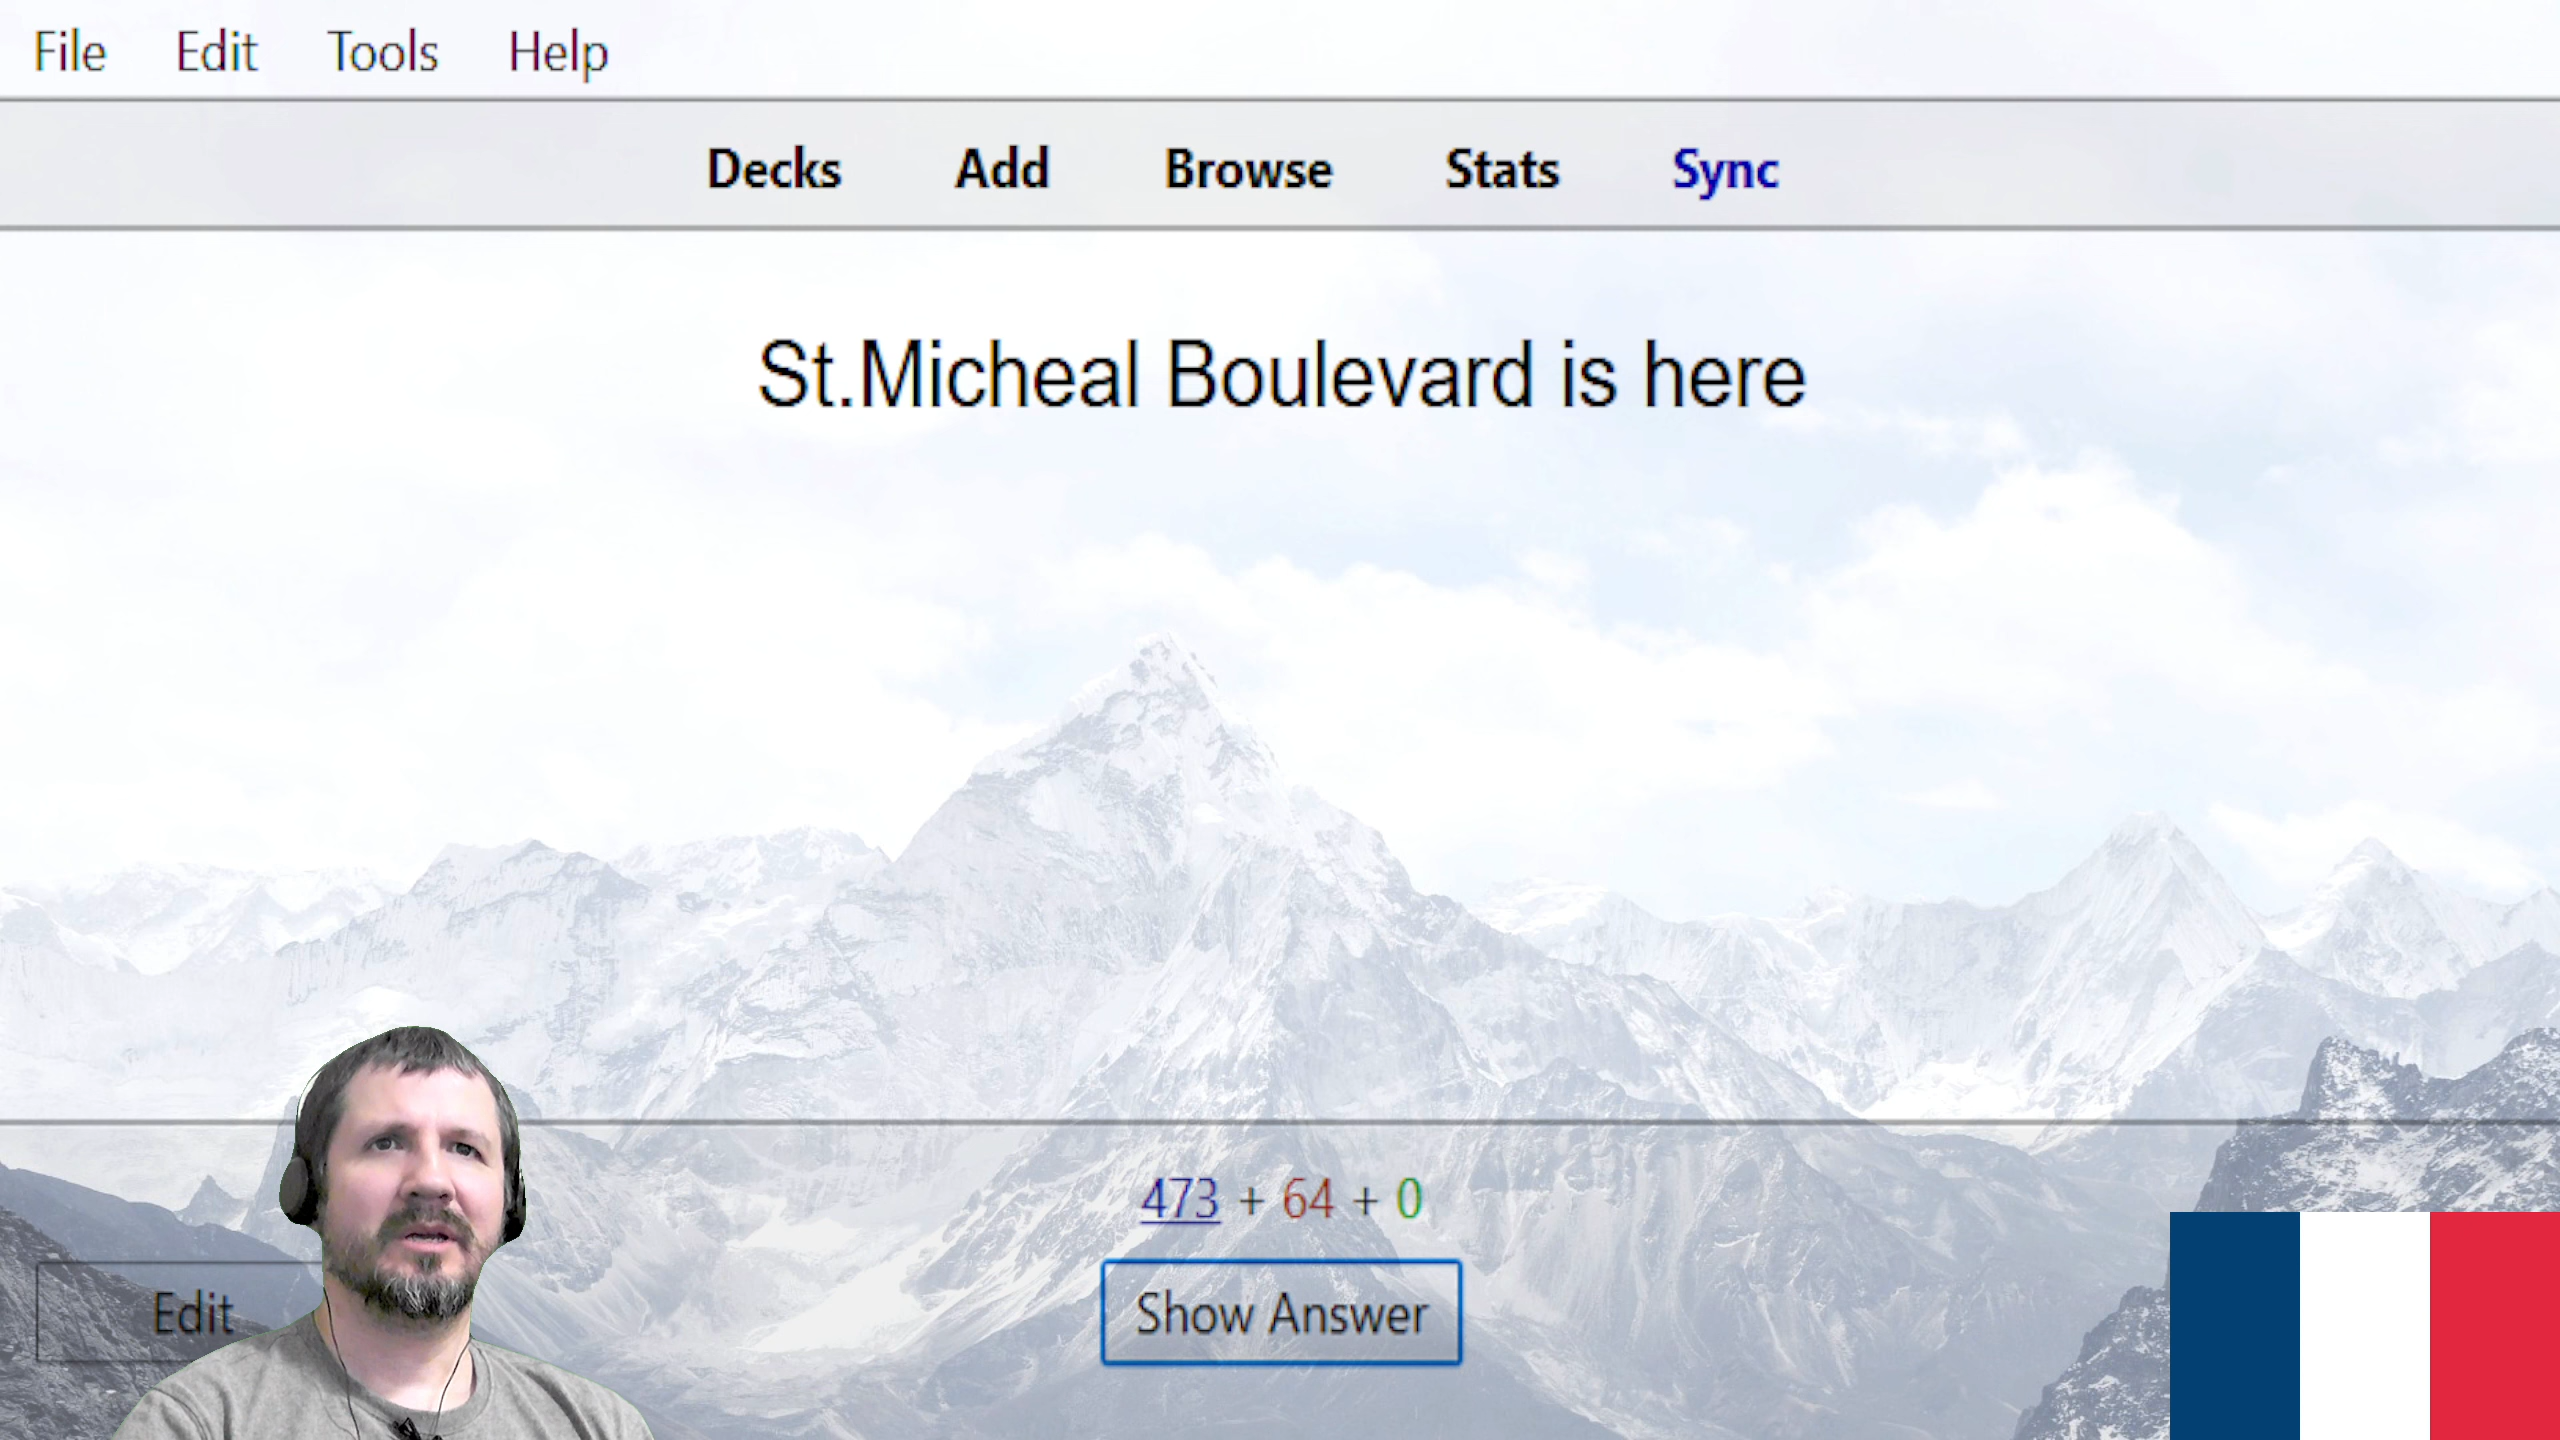 File Edit Tools Help
Decks Add Browse Stats Sync
St.Micheal Boulevard is here
473 + 64 + 0
Edit Show Answer